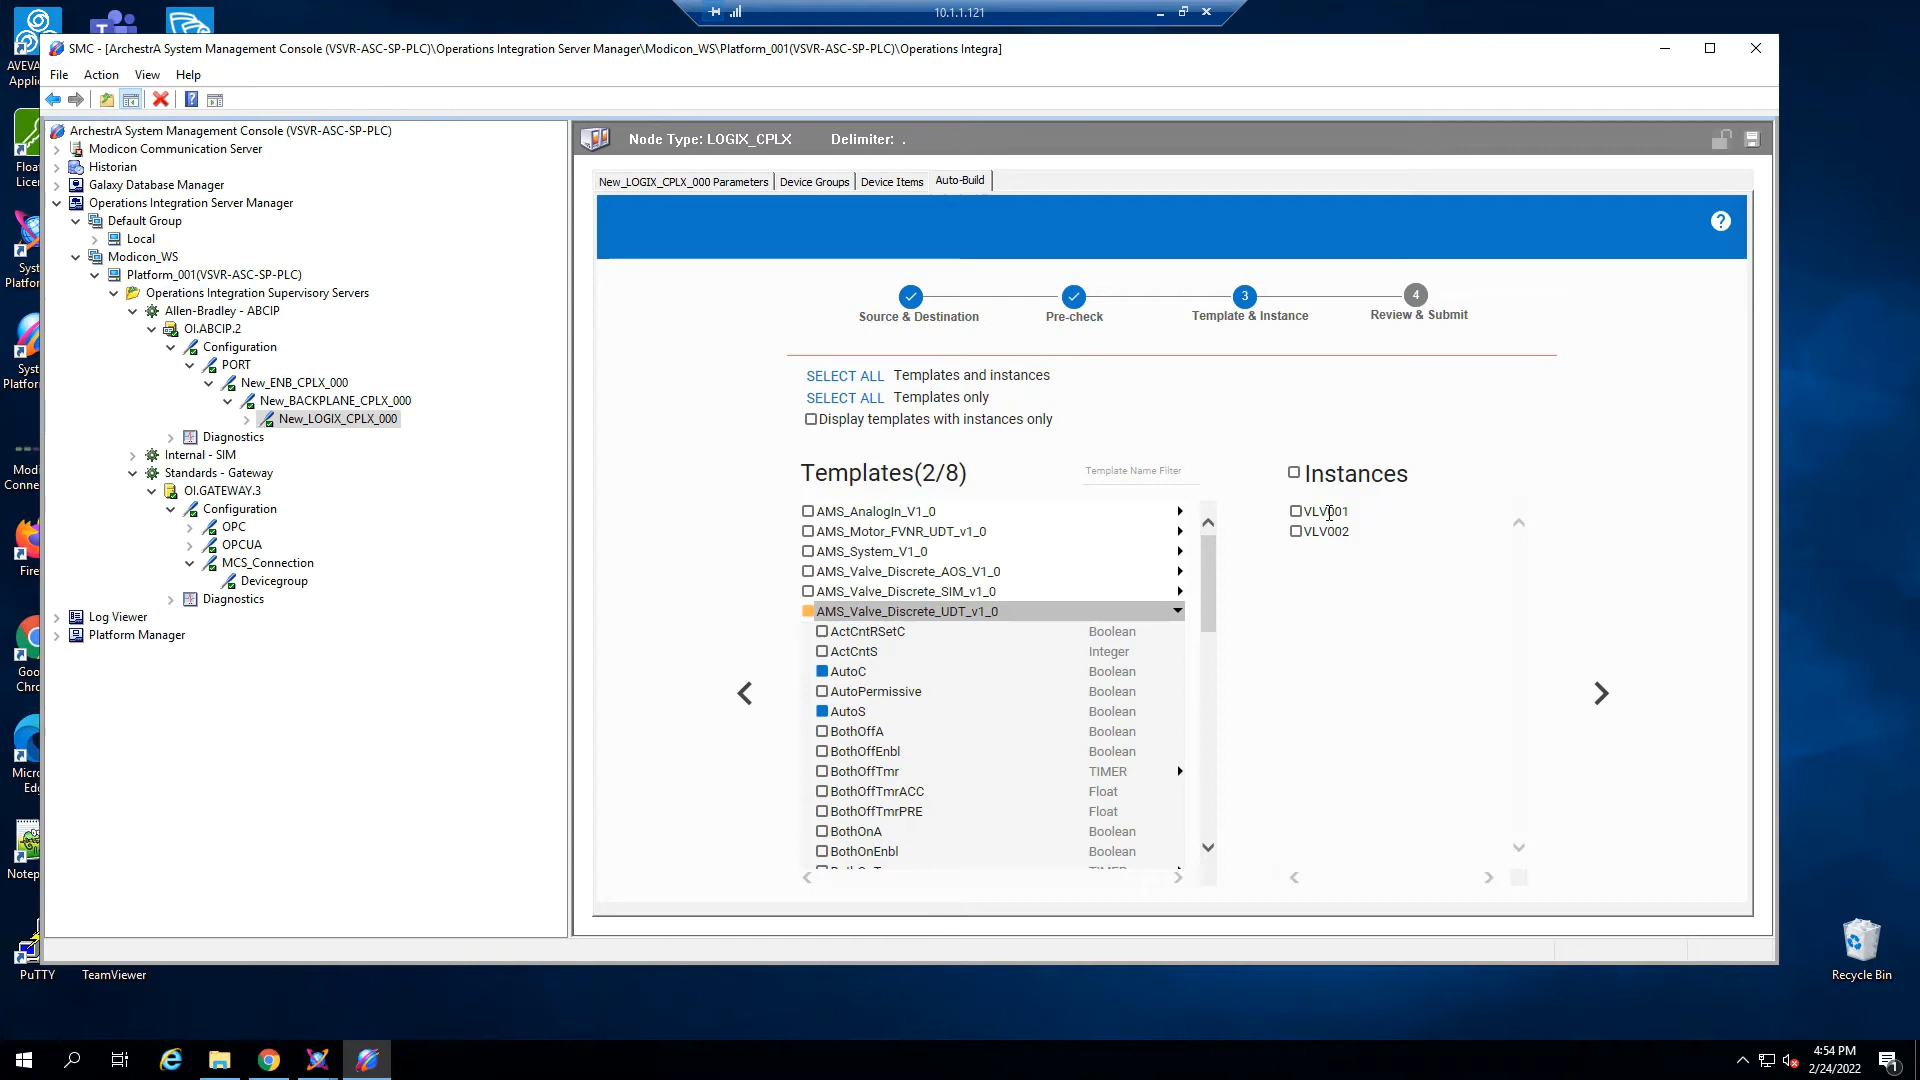 10.1.1.121
SMC - [ArchestrA System Management Console (VSVR-ASC-SP-PLC)\Operations Integration Server Manager\Modicon_WS\Platform_001(VSVR-ASC-SP-PLC)\Operations Integra]
File Action View Help
ArchestrA System Management Console (VSVR-ASC-SP-PLC)
Modicon Communication Server
Historian
Galaxy Database Manager
Operations Integration Server Manager
Default Group
Local
Modicon_WS
Platform_001(VSVR-ASC-SP-PLC)
Operations Integration Supervisory Servers
Allen-Bradley - ABCIP
OI.ABCIP.2
Configuration
PORT
New_ENB_CPLX_000
New_BACKPLANE_CPLX_000
New_LOGIX_CPLX_000
Diagnostics
Internal - SIM
Standards - Gateway
OI.GATEWAY.3
Configuration
OPC
OPCUA
MCS_Connection
Devicegroup
Diagnostics
Log Viewer
Platform Manager
Node Type: LOGIX_CPLX Delimiter: .
New_LOGIX_CPLX_000 Parameters Device Groups Device Items Auto-Build
?
3 4
Source & Destination Pre-check Template & Instance Review & Submit
SELECT ALL Templates and instances
SELECT ALL Templates only
Display templates with instances only
Templates(2/8) Template Name Filter
AMS_AnalogIn_V1_0
AMS_Motor_FVNR_UDT_v1_0
AMS_System_V1_0
AMS_Valve_Discrete_AOS_V1_0
AMS_Valve_Discrete_SIM_v1_0
AMS_Valve_Discrete_UDT_v1_0
ActCntRSetC Boolean
ActCntS Integer
AutoC Boolean
AutoPermissive Boolean
AutoS Boolean
BothOffA Boolean
BothOffEnbl Boolean
BothOffTmr TIMER
BothOffTmrACC Float
BothOffTmrPRE Float
BothOnA Boolean
BothOnEnbl Boolean
Instances
VLV001
VLV002
PuTTY
TeamViewer
Recycle Bin
4:54 PM
2/24/2022
1